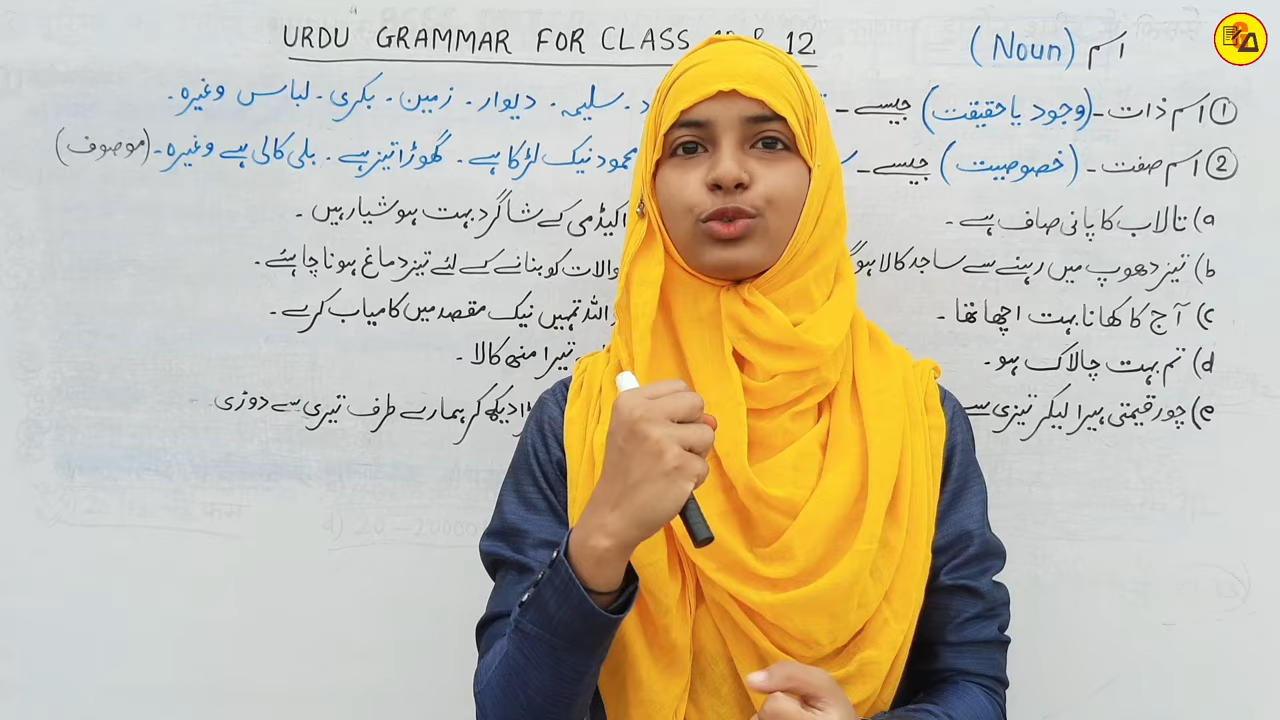 URDU GRAMMAR FOR CLASS 12
اسم (Noun)
① اسم ذات - (وجود یا حقیقت) جیسے - سلیمہ - دیوار - زمین - بکری - لباس وغیرہ -
② اسم صفت - (خصوصیت) جیسے - محمود نیک لڑکا ہے - گھوڑا تیز ہے - بلی کالی ہے وغیرہ - (موصوف)
a) تالاب کا پانی صاف ہے -
اکیڈمی کے شاگرد بہت ہوشیار ہیں -
b) تیز دھوپ میں رہنے سے ساجد کالا
کو بنانے کے لئے تیز دماغ ہونا چاہئے -
c) آج کا کھانا بہت اچھا تھا -
اللہ تمہیں نیک مقصد میں کامیاب کرے -
d) تم بہت چالاک ہو -
تیرا منھ کالا -
e) چور قیمتی ہیرا لیکر تیزی سے
دیکھ کر ہمارے طرف تیری سے دوڑی